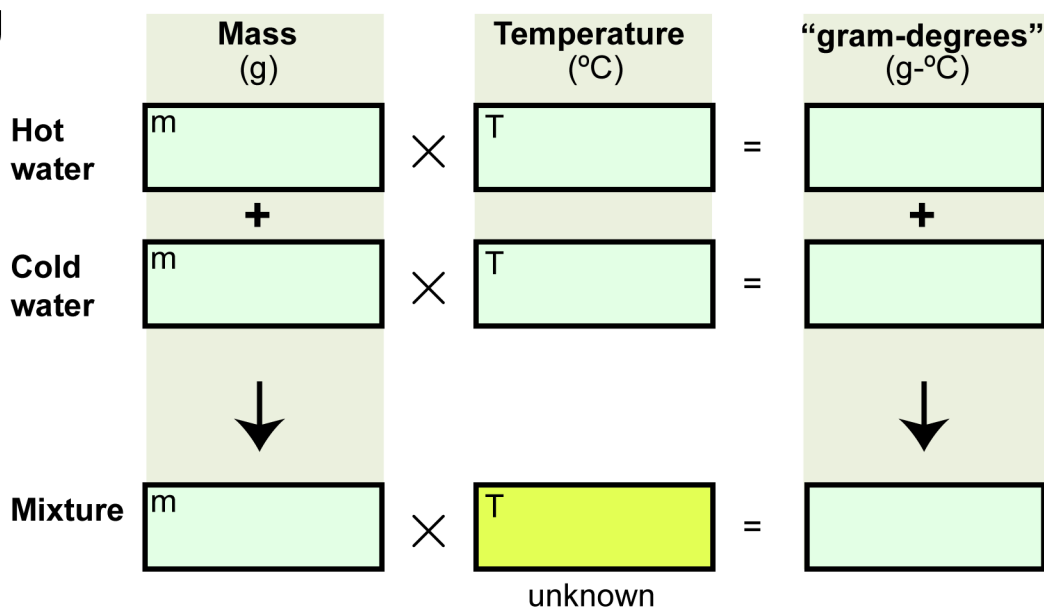 Mass
(g)
Temperature
(ºC)
“gram-degrees”
(g-ºC)
Hot
water
m
×
T
=
+
+
Cold
water
m
×
T
=
Mixture
m
×
T
=
unknown